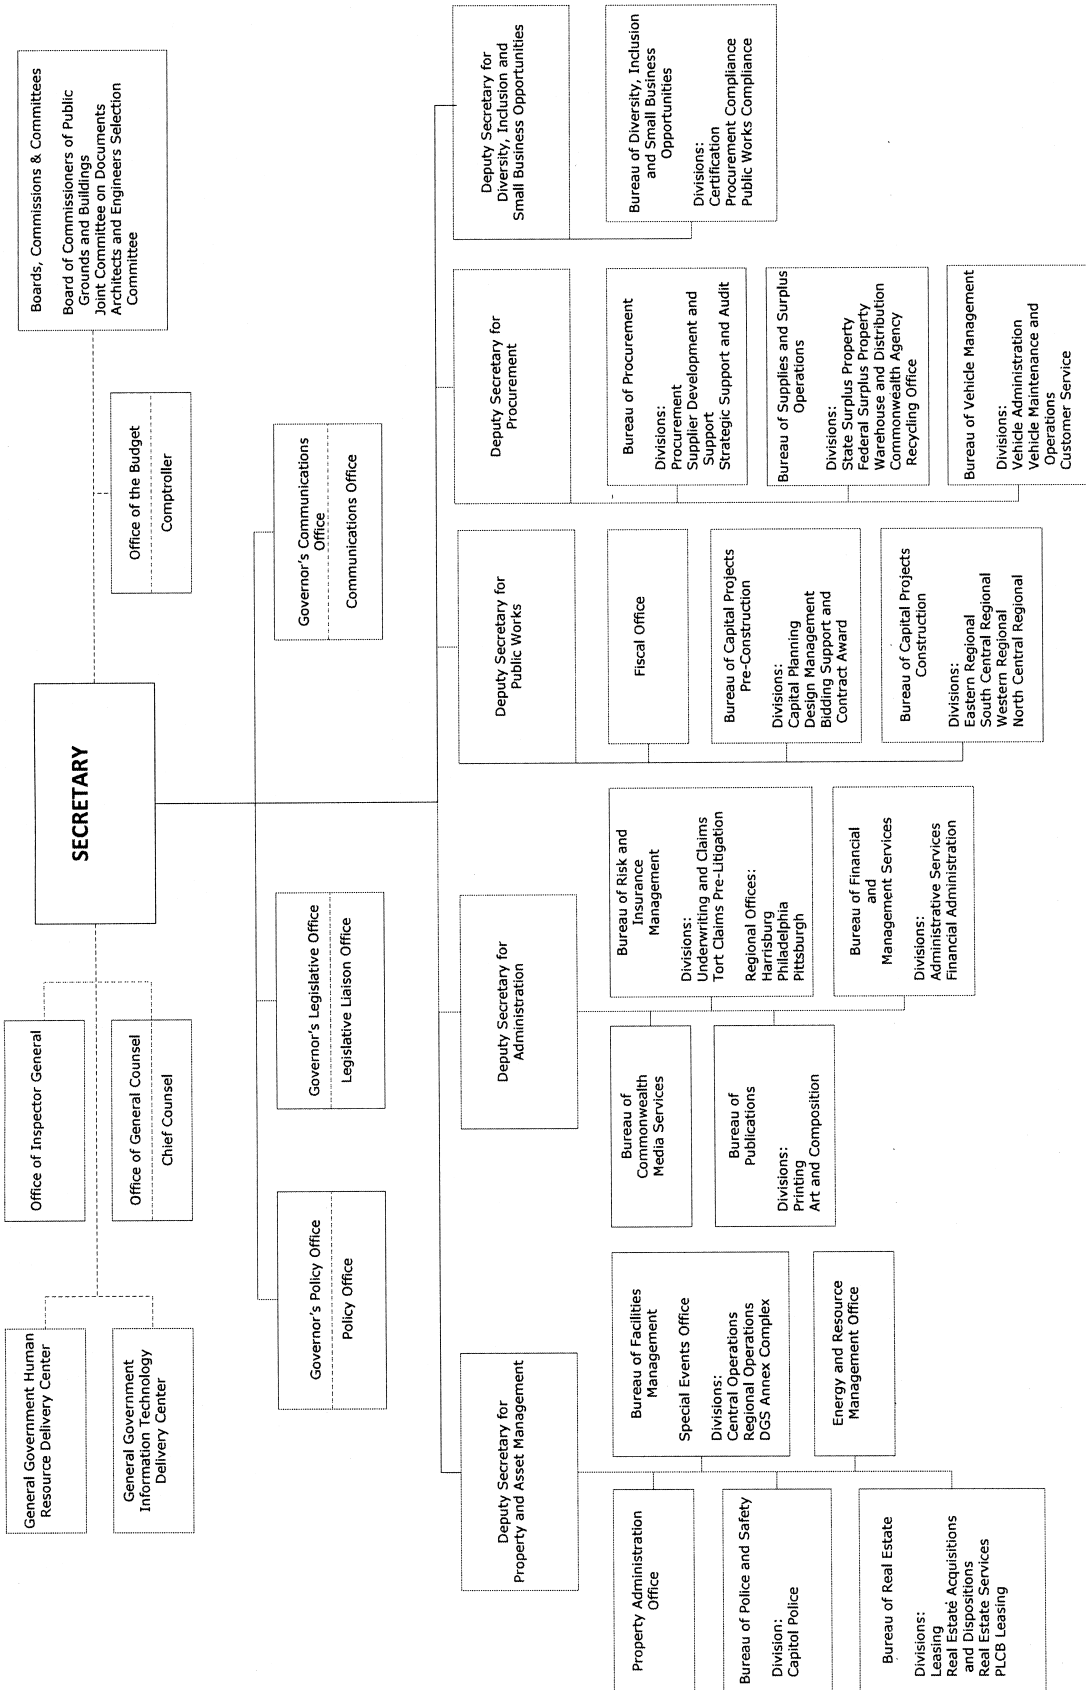 SECRETARY
General Government Human
Resource Delivery Center
General Government
Information Technology
Delivery Center
Office of Inspector General
Office of General Counsel
Chief Counsel
Office of the Budget
Comptroller
Boards, Commissions & Committees
Board of Commissioners of Public
Grounds and Buildings
Joint Committee on Documents
Architects and Engineers Selection
Committee
Governor's Policy Office
Policy Office
Governor's Legislative Office
Legislative Liaison Office
Governor's Communications
Office
Communications Office
Deputy Secretary for
Property and Asset Management
Property Administration
Office
Bureau of Police and Safety
Division:
Capitol Police
Bureau of Real Estate
Divisions:
Leasing
Real Estate Acquisitions
and Dispositions
Real Estate Services
PLCB Leasing
Bureau of Facilities
Management
Special Events Office
Divisions:
Central Operations
Regional Operations
DGS Annex Complex
Energy and Resource
Management Office
Deputy Secretary for
Administration
Bureau of
Commonwealth
Media Services
Bureau of
Publications
Divisions:
Printing
Art and Composition
Bureau of Risk and
Insurance
Management
Divisions:
Underwriting and Claims
Tort Claims Pre-Litigation
Regional Offices:
Harrisburg
Philadelphia
Pittsburgh
Bureau of Financial
and
Management Services
Divisions:
Administrative Services
Financial Administration
Deputy Secretary for
Public Works
Fiscal Office
Bureau of Capital Projects
Pre-Construction
Divisions:
Capital Planning
Design Management
Bidding Support and
Contract Award
Bureau of Capital Projects
Construction
Divisions:
Eastern Regional
South Central Regional
Western Regional
North Central Regional
Deputy Secretary for
Procurement
Bureau of Procurement
Divisions:
Procurement
Supplier Development and
Support
Strategic Support and Audit
Bureau of Supplies and Surplus
Operations
Divisions:
State Surplus Property
Federal Surplus Property
Warehouse and Distribution
Commonwealth Agency
Recycling Office
Bureau of Vehicle Management
Divisions:
Vehicle Administration
Vehicle Maintenance and
Operations
Customer Service
Deputy Secretary for
Diversity, Inclusion and
Small Business Opportunities
Bureau of Diversity, Inclusion
and Small Business
Opportunities
Divisions:
Certification
Procurement Compliance
Public Works Compliance